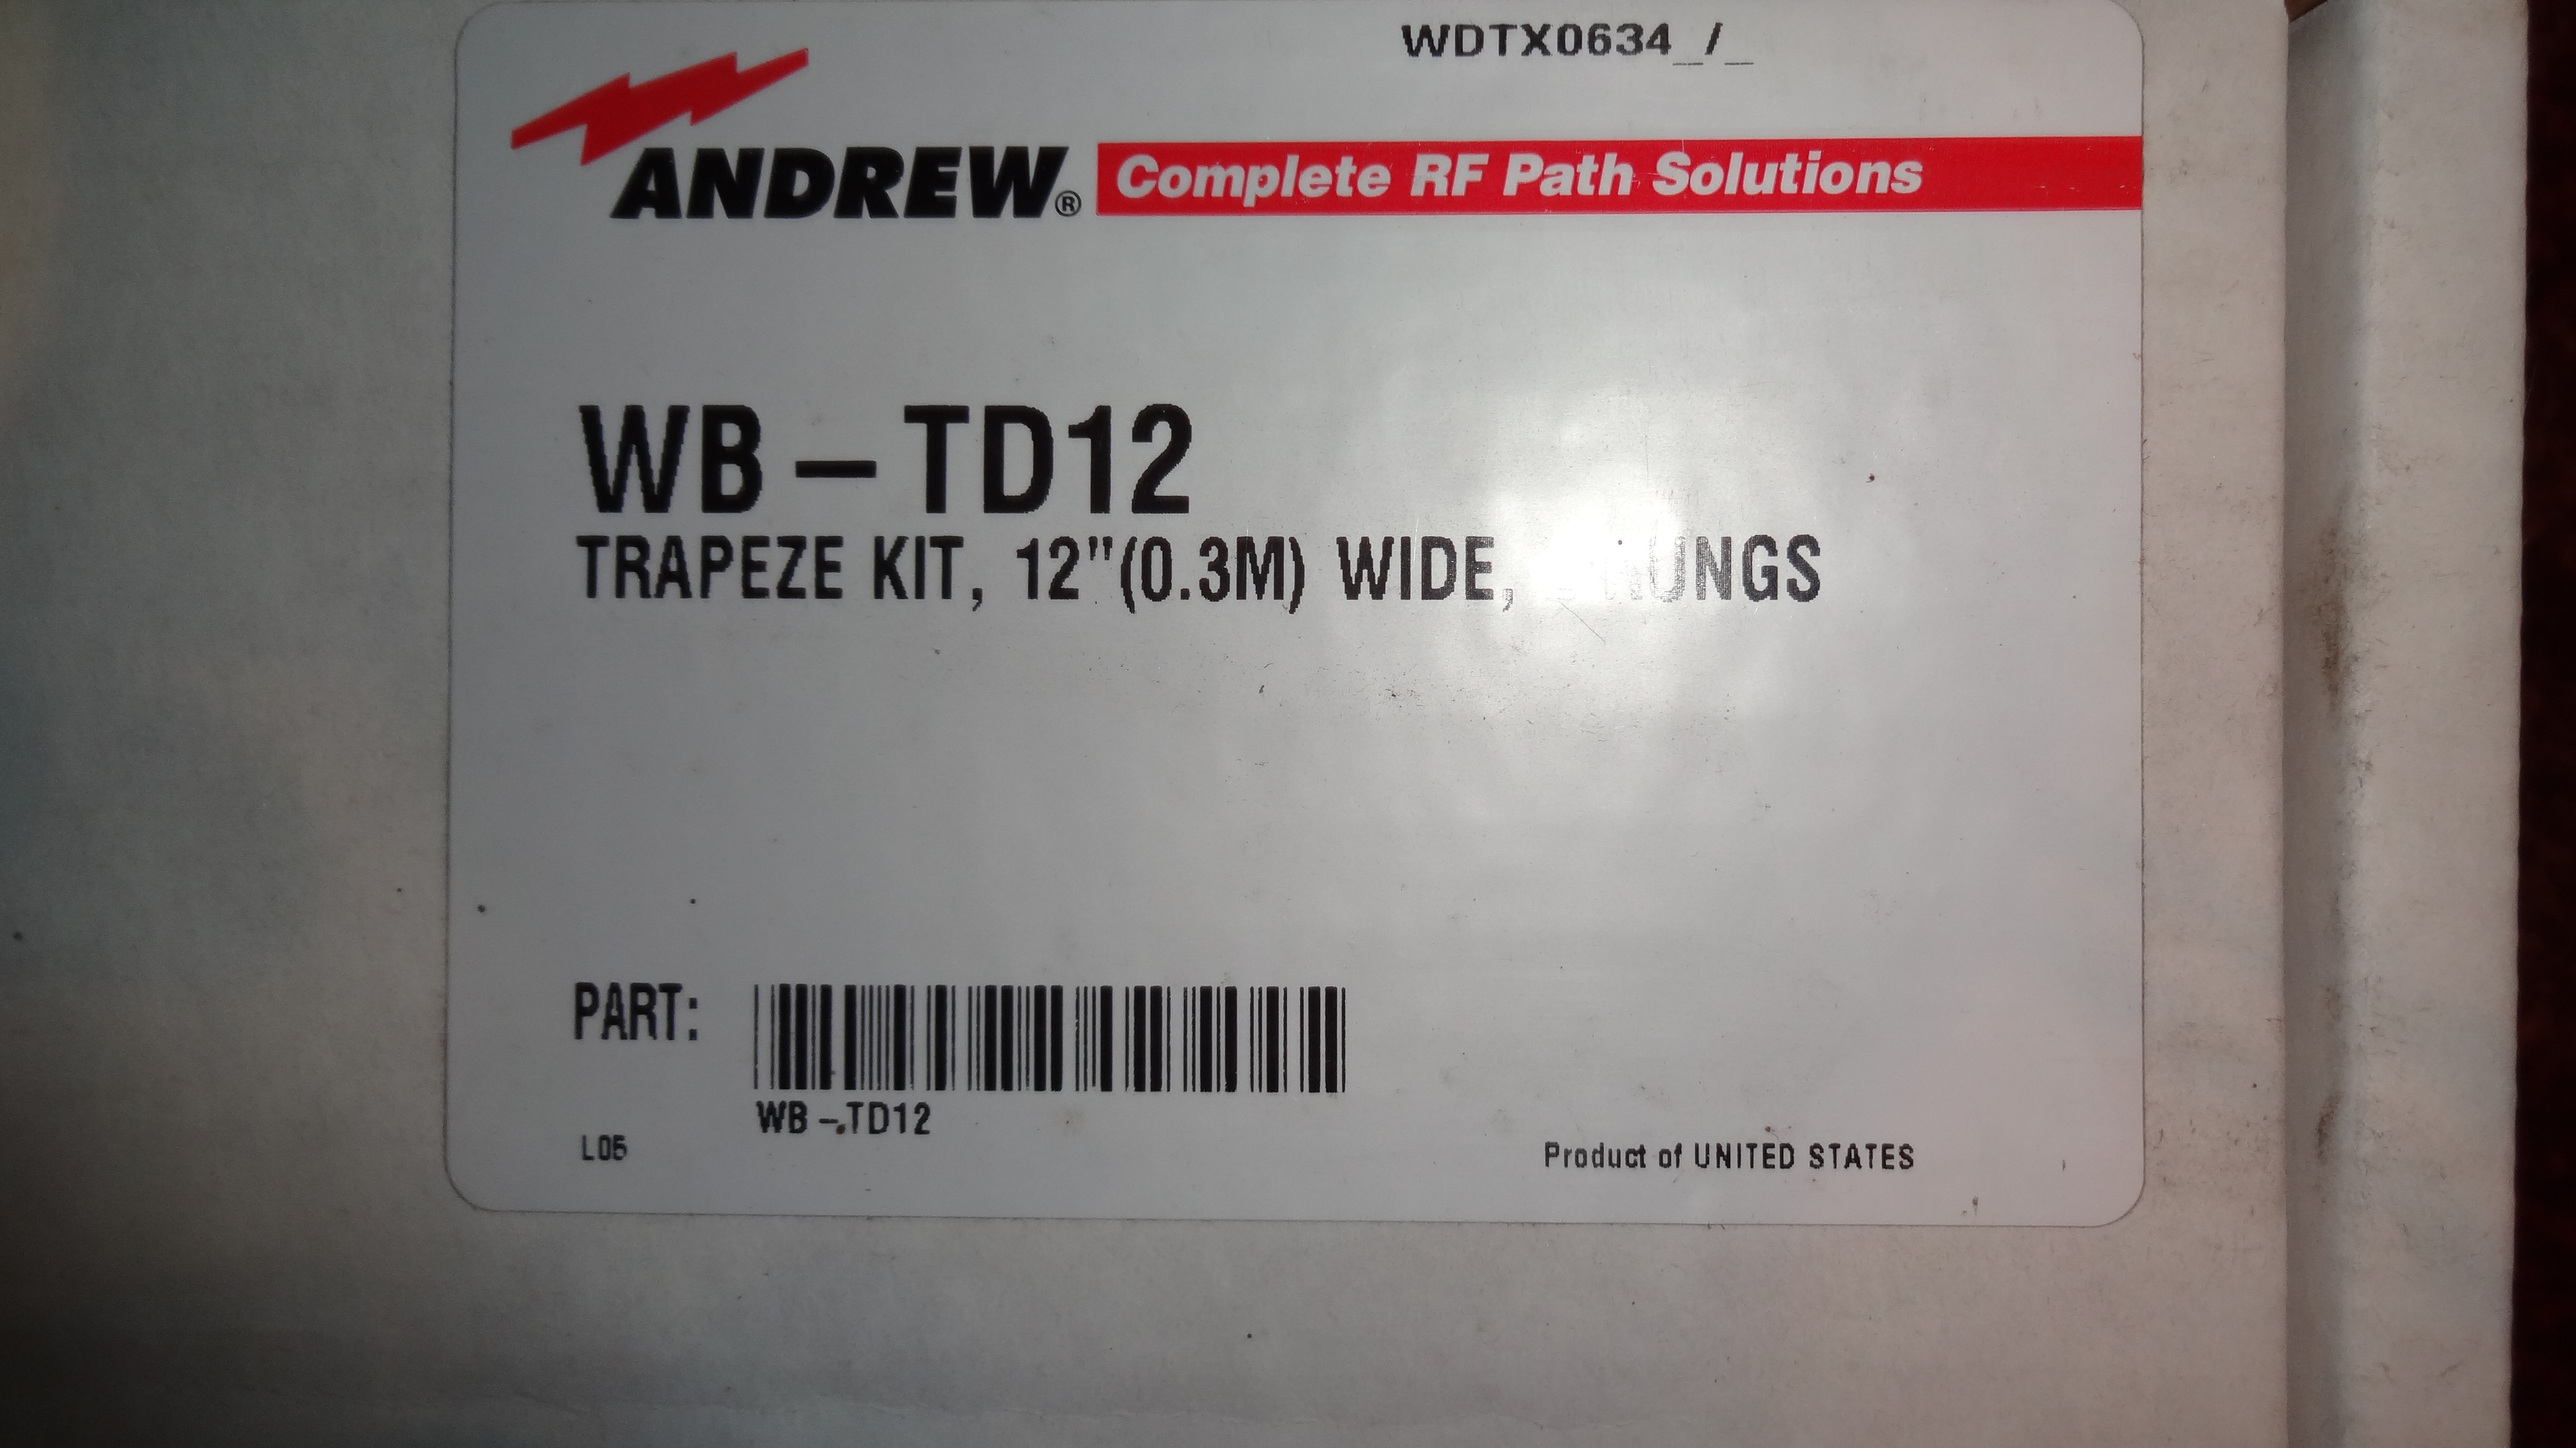 WDTX0634_/_
ANDREW® Complete RF Path Solutions
WB-TD12
TRAPEZE KIT, 12"(0.3M) WIDE, RUNGS
PART:
WB-TD12
L05
Product of UNITED STATES